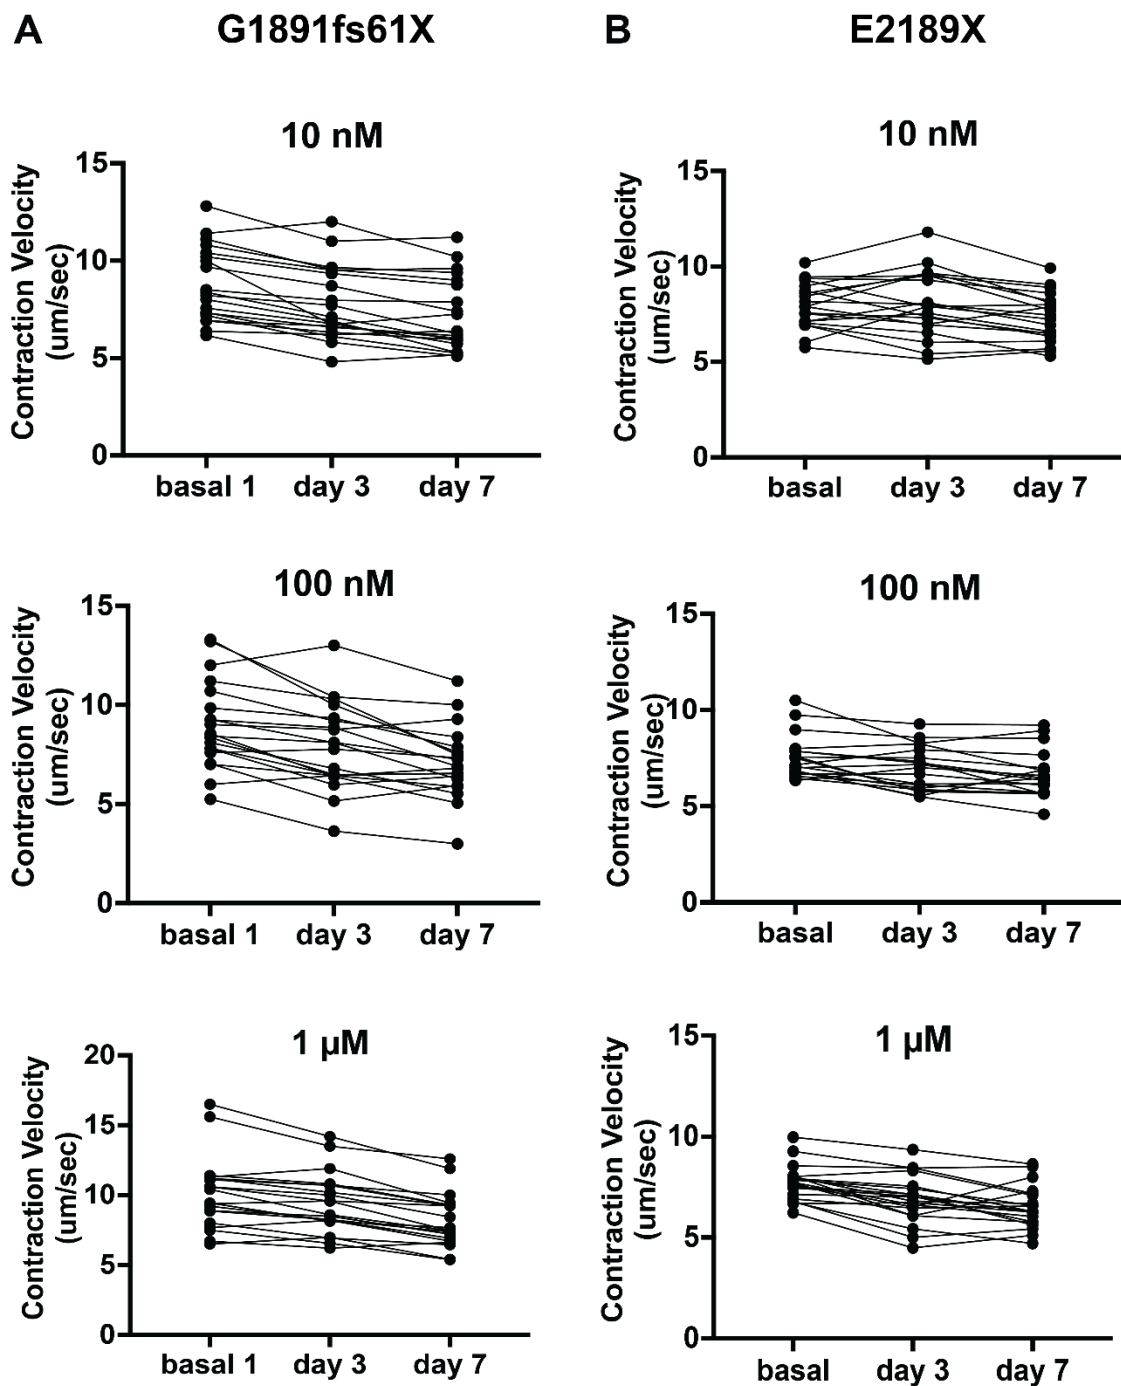 A G1891fs61X
10 nM
Contraction Velocity
(um/sec)
15
10
5
0
basal 1 day 3 day 7
100 nM
Contraction Velocity
(um/sec)
15
10
5
0
basal 1 day 3 day 7
1 µM
Contraction Velocity
(um/sec)
20
15
10
5
0
basal 1 day 3 day 7
B E2189X
10 nM
Contraction Velocity
(um/sec)
15
10
5
0
basal day 3 day 7
100 nM
Contraction Velocity
(um/sec)
15
10
5
0
basal day 3 day 7
1 µM
Contraction Velocity
(um/sec)
15
10
5
0
basal day 3 day 7